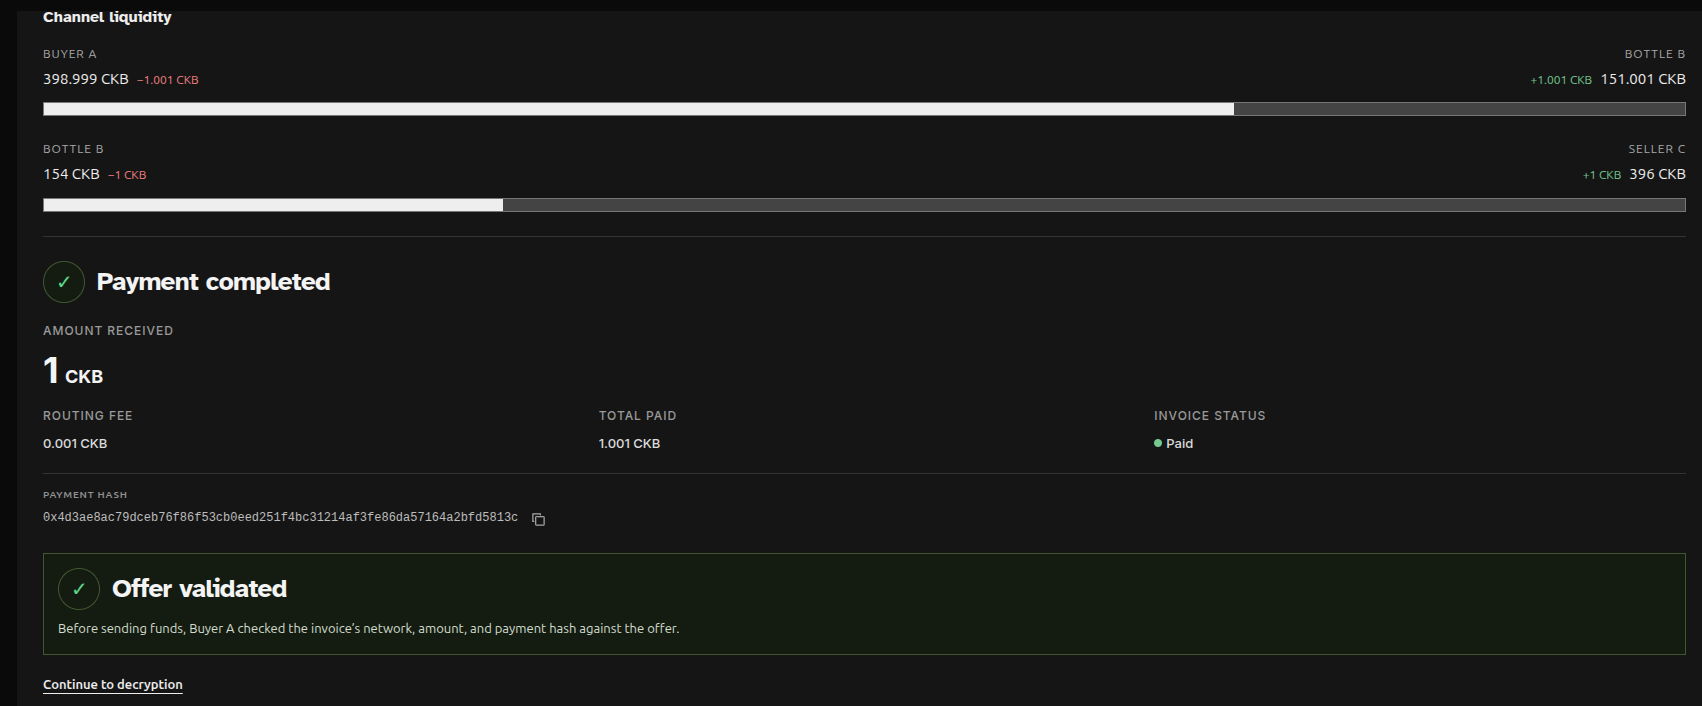 Channel liquidity
BUYER A BOTTLE B
398.999 CKB −1.001 CKB +1.001 CKB 151.001 CKB
BOTTLE B SELLER C
154 CKB −1 CKB +1 CKB 396 CKB
✓ Payment completed
AMOUNT RECEIVED
1 CKB
ROUTING FEE TOTAL PAID INVOICE STATUS
0.001 CKB 1.001 CKB Paid
PAYMENT HASH
0x4d3ae8ac79dceb76f86f53cb0eed251f4bc31214af3fe86da57164a2bfd5813c
✓ Offer validated
Before sending funds, Buyer A checked the invoice’s network, amount, and payment hash against the offer.
Continue to decryption